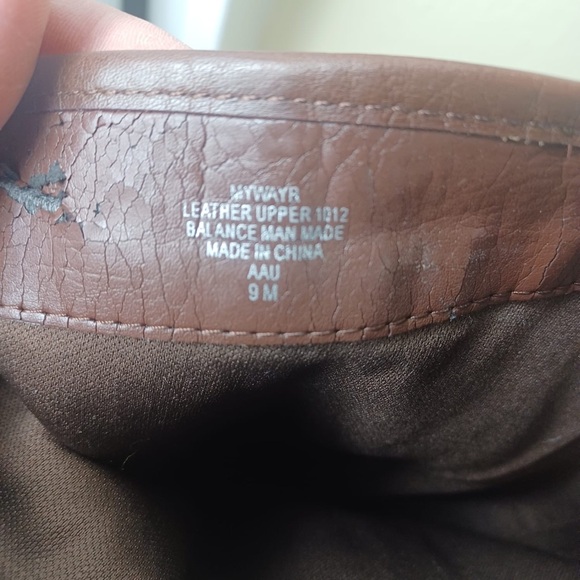 MYWAYR
LEATHER UPPER 1012
BALANCE MAN MADE
MADE IN CHINA
AAU
9 M